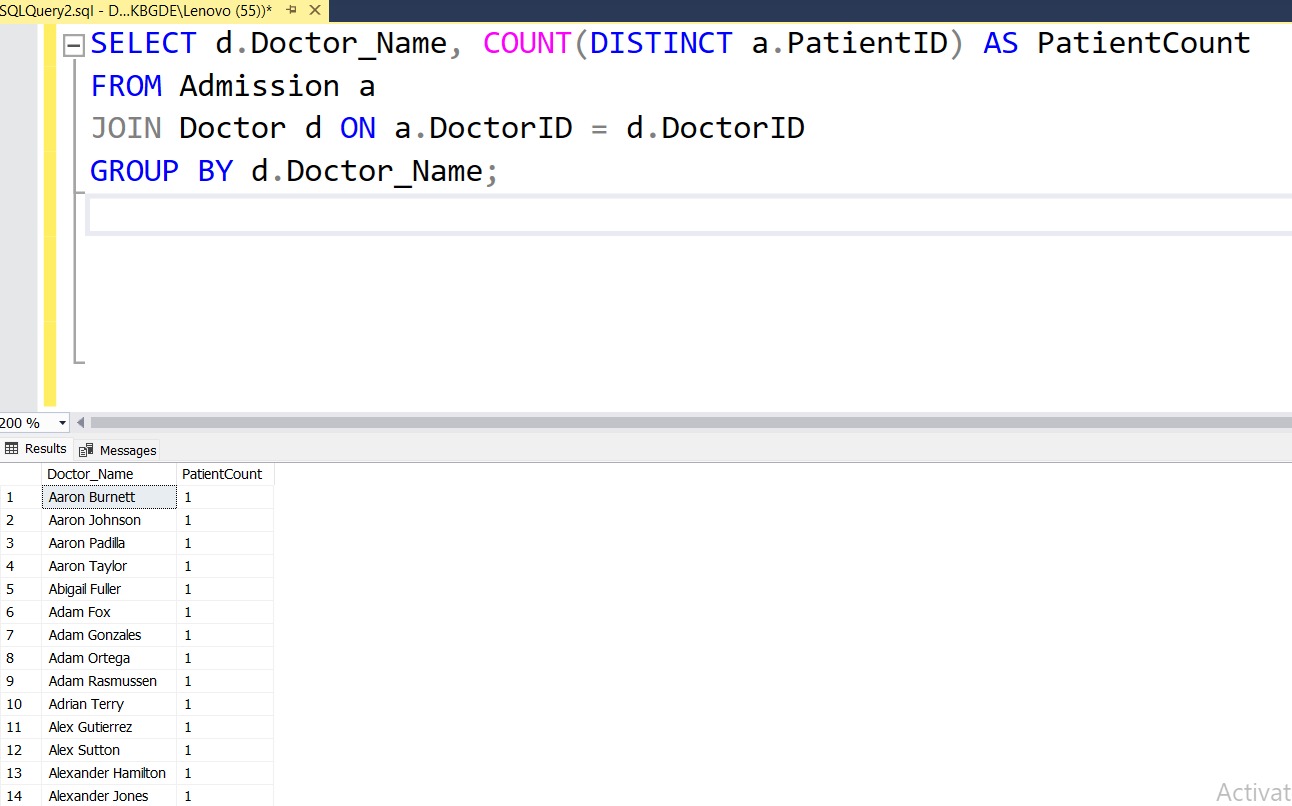 SQLQuery2.sql - D...KBGDE\Lenovo (55))*
SELECT d.Doctor_Name, COUNT(DISTINCT a.PatientID) AS PatientCount
FROM Admission a
JOIN Doctor d ON a.DoctorID = d.DoctorID
GROUP BY d.Doctor_Name;
200 %
Results Messages
Doctor_Name PatientCount
1 Aaron Burnett 1
2 Aaron Johnson 1
3 Aaron Padilla 1
4 Aaron Taylor 1
5 Abigail Fuller 1
6 Adam Fox 1
7 Adam Gonzales 1
8 Adam Ortega 1
9 Adam Rasmussen 1
10 Adrian Terry 1
11 Alex Gutierrez 1
12 Alex Sutton 1
13 Alexander Hamilton 1
14 Alexander Jones 1
Activat